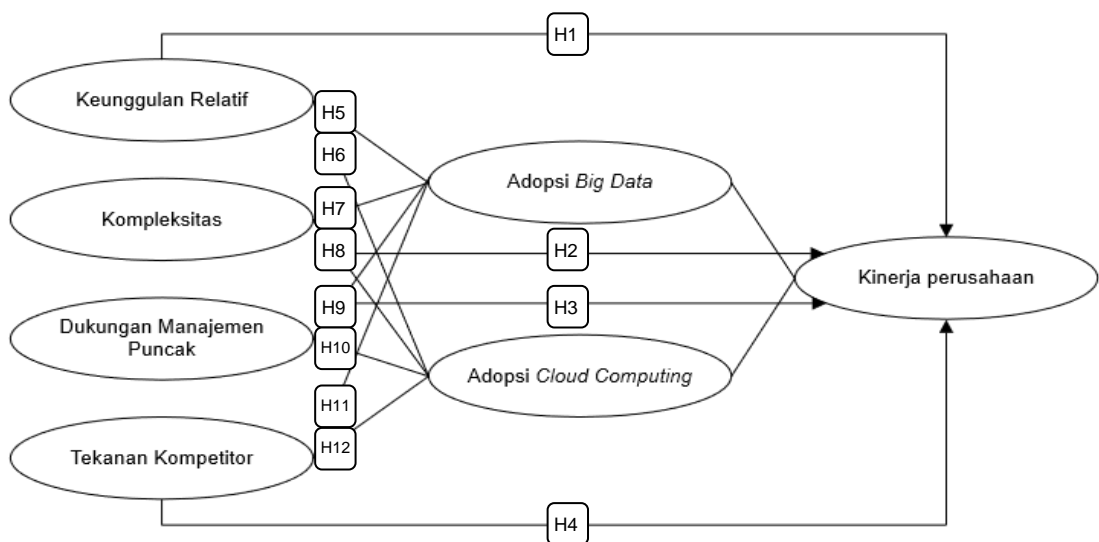 H1
Keunggulan Relatif
H5
H6
Adopsi Big Data
Kompleksitas
H7
H8
H2
Kinerja perusahaan
H9
H3
Dukungan Manajemen
Puncak
H10
Adopsi Cloud Computing
H11
H12
Tekanan Kompetitor
H4